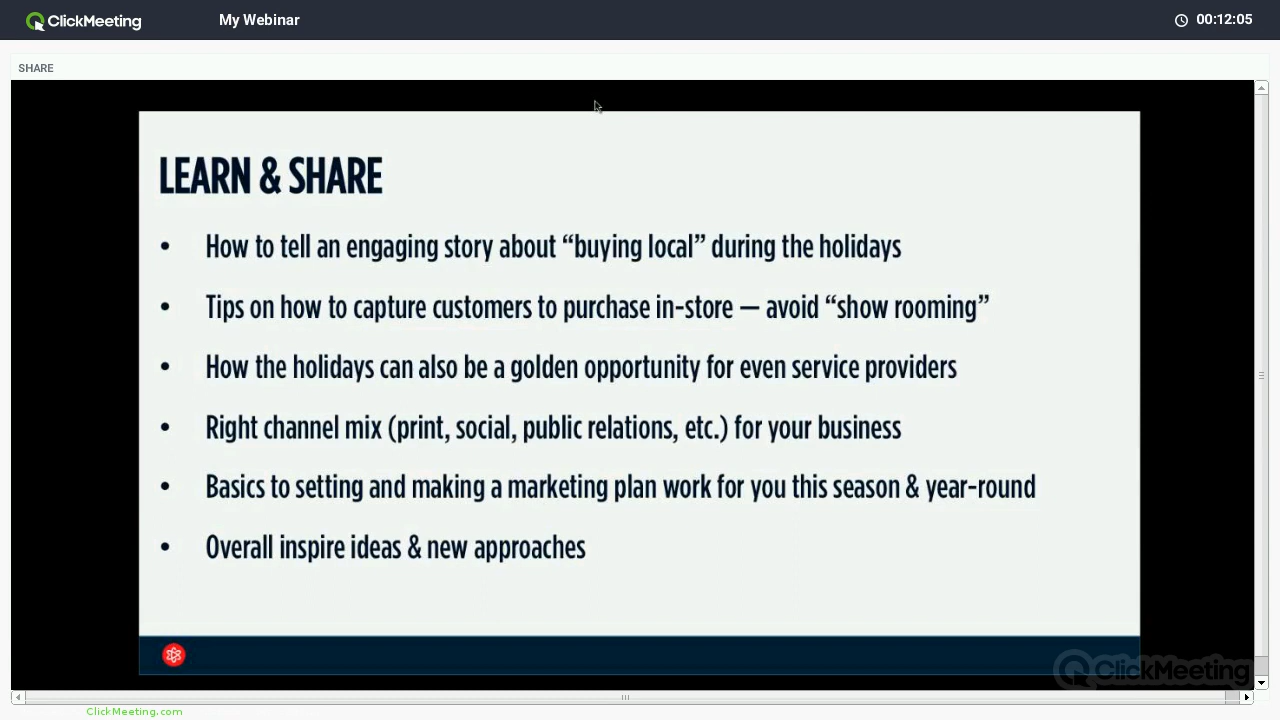 ClickMeeting
My Webinar
00:12:05
SHARE
LEARN & SHARE
• How to tell an engaging story about “buying local” during the holidays
• Tips on how to capture customers to purchase in-store — avoid “show rooming”
• How the holidays can also be a golden opportunity for even service providers
• Right channel mix (print, social, public relations, etc.) for your business
• Basics to setting and making a marketing plan work for you this season & year-round
• Overall inspire ideas & new approaches
ClickMeeting
ClickMeeting.com